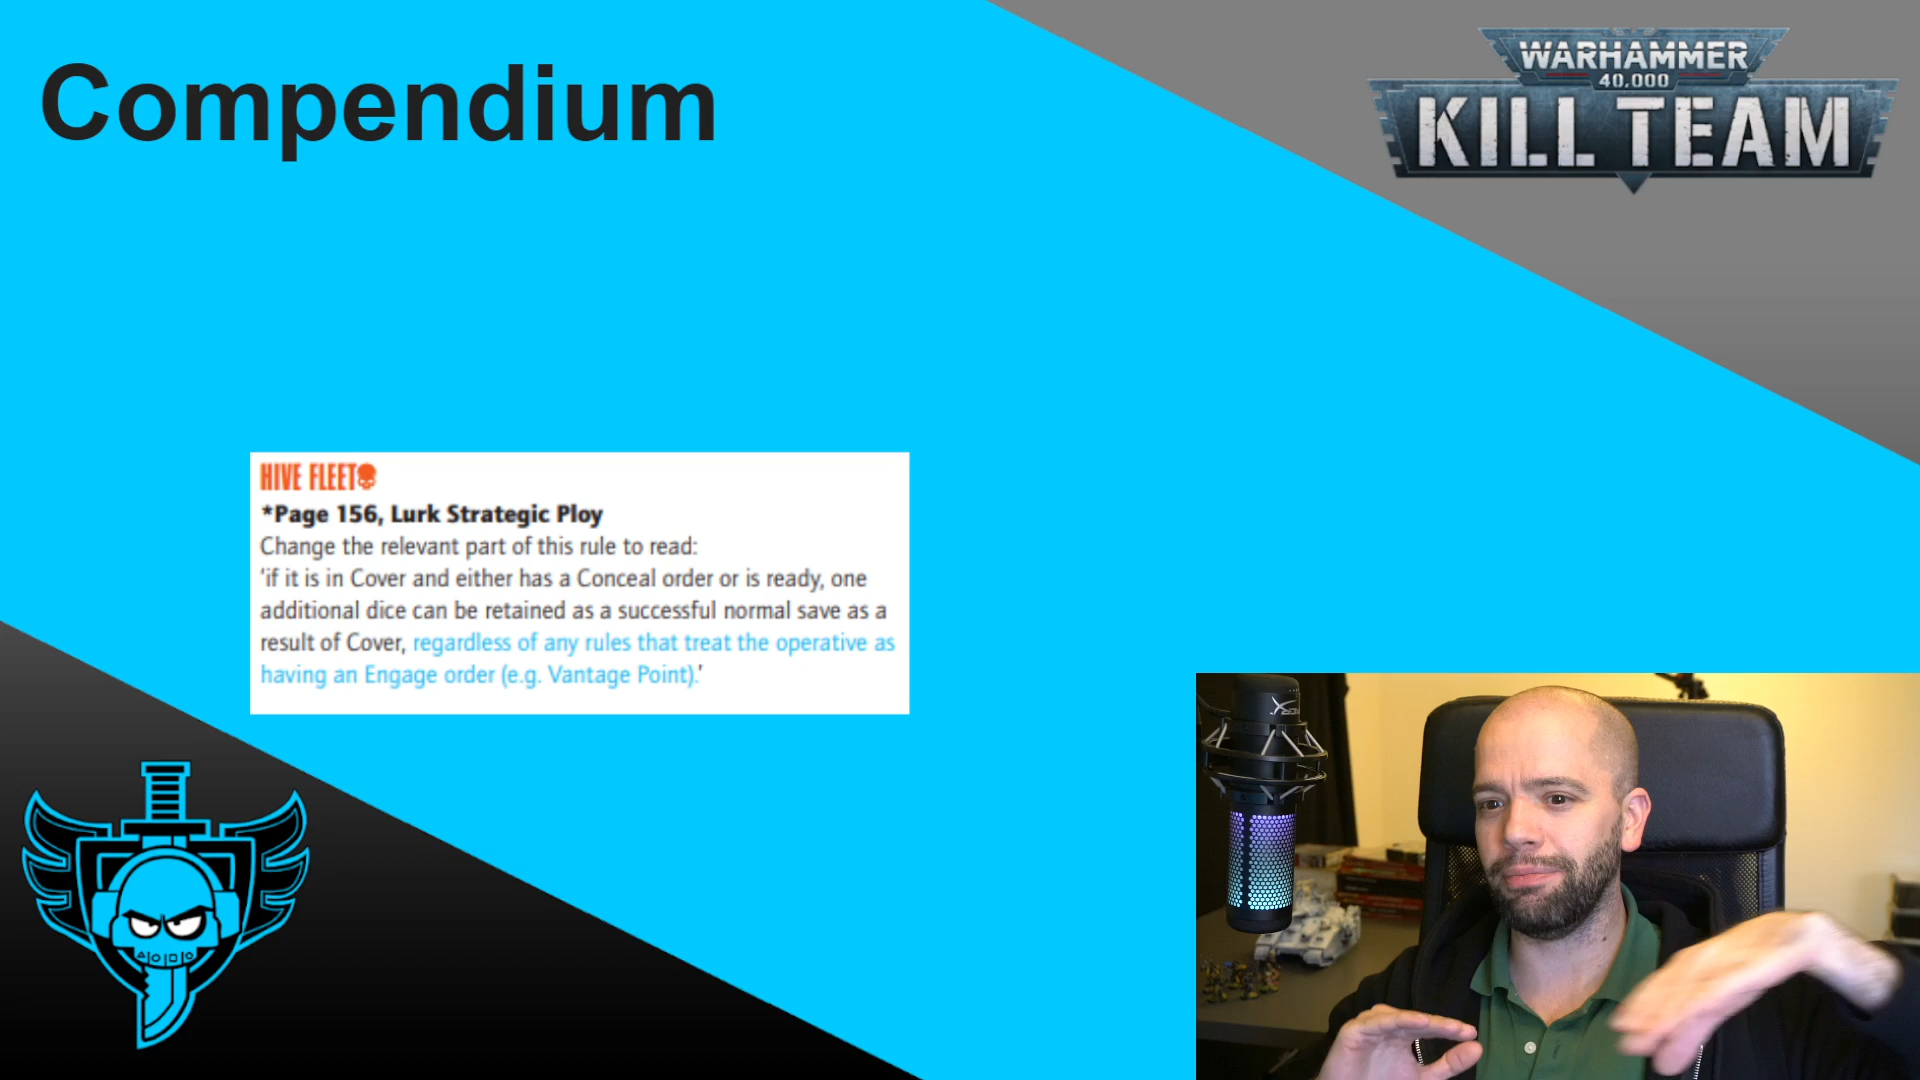 Compendium
WARHAMMER
40,000
KILL TEAM
HIVE FLEET
*Page 156, Lurk Strategic Ploy
Change the relevant part of this rule to read:
‘if it is in Cover and either has a Conceal order or is ready, one
additional dice can be retained as a successful normal save as a
result of Cover, regardless of any rules that treat the operative as
having an Engage order (e.g. Vantage Point).’